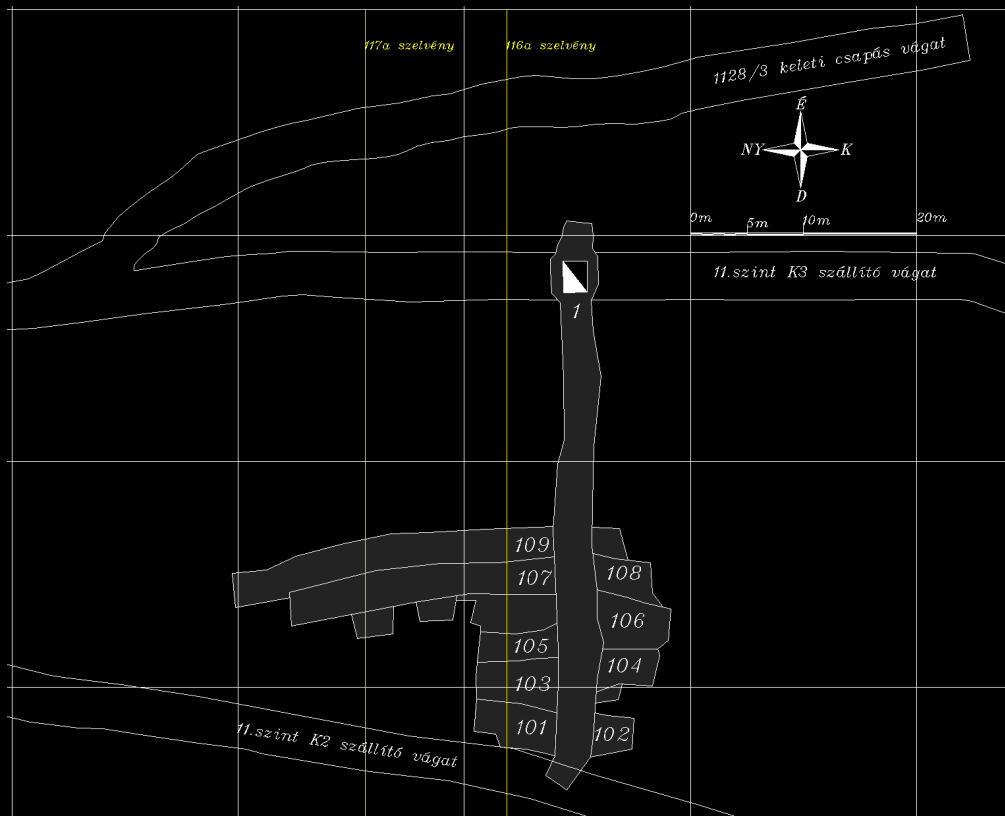 117a szelvény
116a szelvény
1128/3 keleti csapás vágat
É
NY
K
D
0m
5m
10m
20m
11.szint K3 szállító vágat
1
109
107
108
106
105
104
103
101
102
11.szint K2 szállító vágat